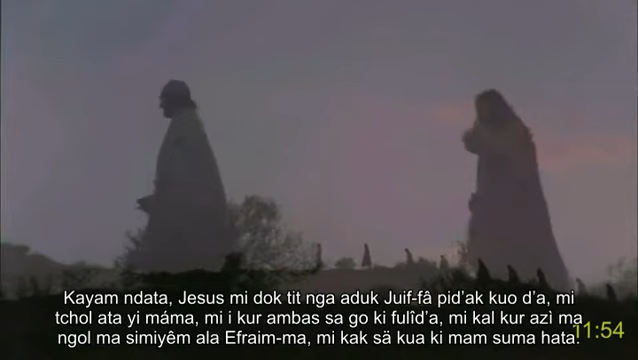 Kayam ndata, Jesus mi dok tit nga aduk Juif-fâ pid'ak kuo d'a, mi
tchol ata yi máma, mi i kur ambas sa go ki fulîd'a, mi kal kur azì ma
ngol ma simiyêm ala Efraim-ma, mi kak sä kua ki mam suma hata.
11:54